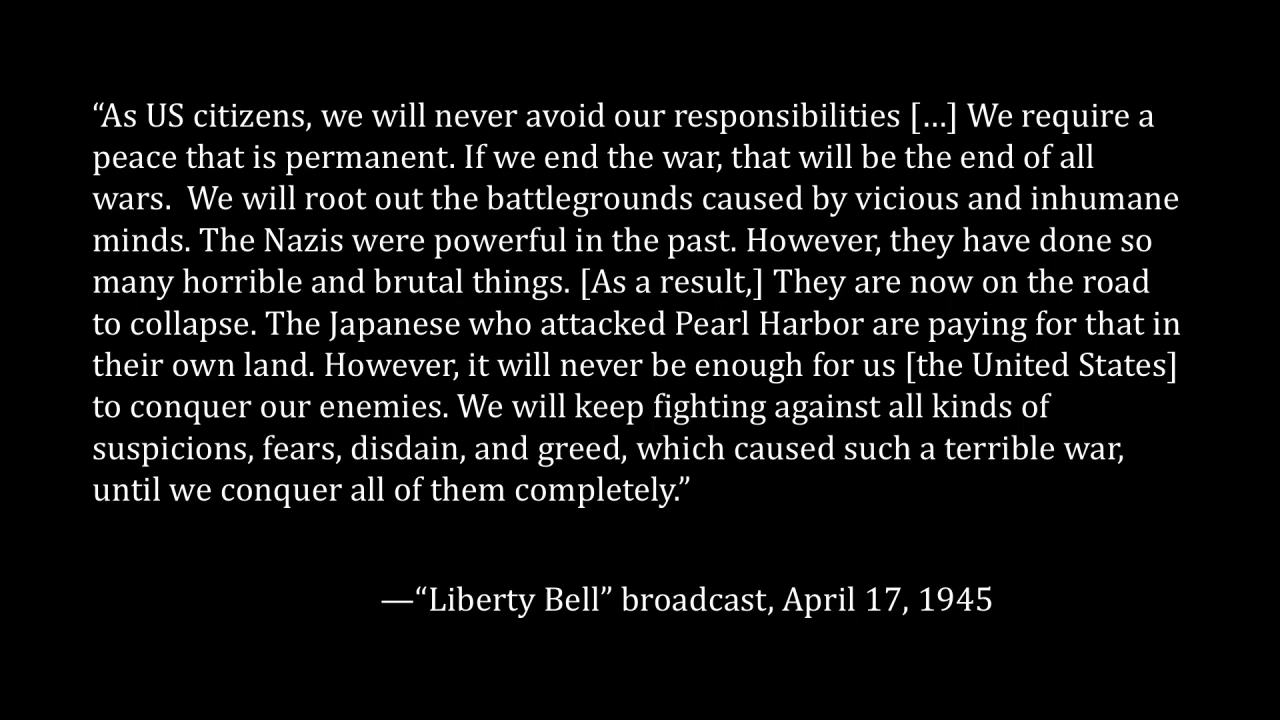 “As US citizens, we will never avoid our responsibilities […] We require a
peace that is permanent. If we end the war, that will be the end of all
wars.  We will root out the battlegrounds caused by vicious and inhumane
minds. The Nazis were powerful in the past. However, they have done so
many horrible and brutal things. [As a result,] They are now on the road
to collapse. The Japanese who attacked Pearl Harbor are paying for that in
their own land. However, it will never be enough for us [the United States]
to conquer our enemies. We will keep fighting against all kinds of
suspicions, fears, disdain, and greed, which caused such a terrible war,
until we conquer all of them completely.”
—“Liberty Bell” broadcast, April 17, 1945